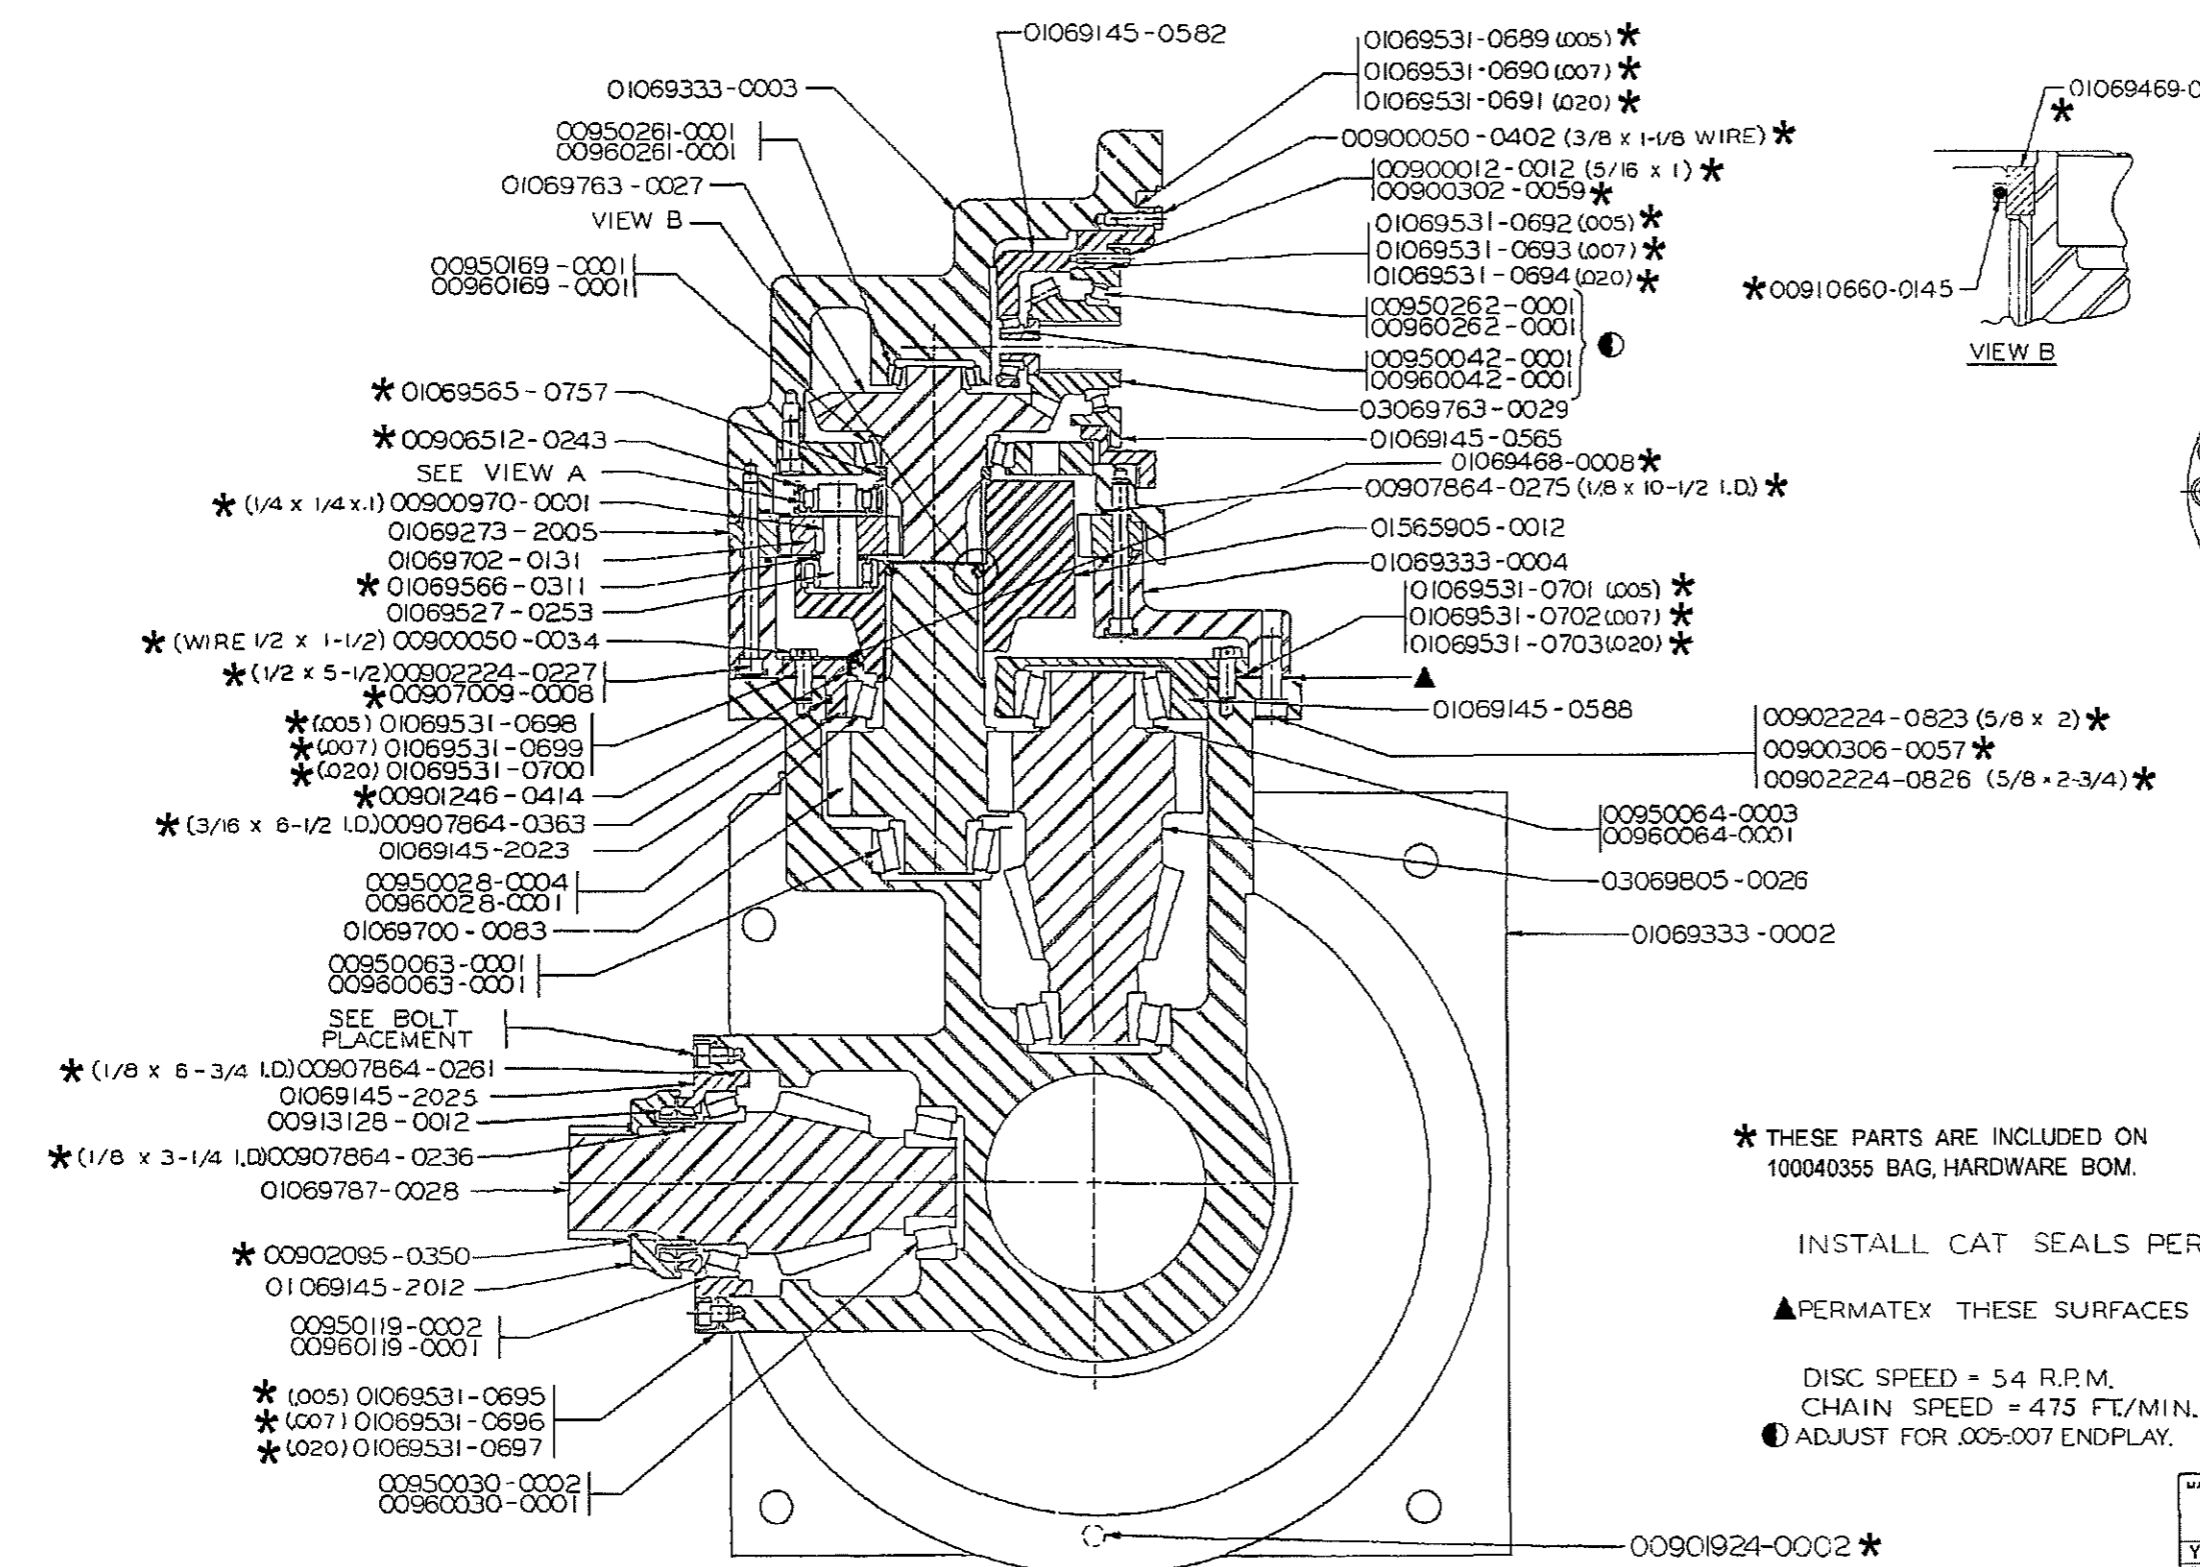 01069145-0582
01069333-0003
00950261-0001
00960261-0001
01069763-0027
VIEW B
00950169-0001
00960169-0001
* 01069565-0757
* 00906512-0243
SEE VIEW A
* (1/4 x 1/4 x.1) 00900970-0001
01069273-2005
01069702-0131
* 01069566-0311
01069527-0253
* (WIRE 1/2 x 1-1/2) 00900050-0034
* (1/2 x 5-1/2) 00902224-0227
* 00907009-0008
* (.005) 01069531-0698
* (.007) 01069531-0699
* (.020) 01069531-0700
* 00901246-0414
* (3/16 x 6-1/2 I.D.) 00907864-0363
01069145-2023
00950028-0004
00960028-0001
01069700-0083
00950063-0001
00960063-0001
SEE BOLT
PLACEMENT
* (1/8 x 6-3/4 I.D.) 00907864-0261
01069145-2025
00913128-0012
* (1/8 x 3-1/4 I.D) 00907864-0236
01069787-0028
* 00902095-0350
01069145-2012
00950119-0002
00960119-0001
* (.005) 01069531-0695
* (.007) 01069531-0696
* (.020) 01069531-0697
00950030-0002
00960030-0001
01069531-0689 (.005) *
01069531-0690 (.007) *
01069531-0691 (.020) *
00900050-0402 (3/8 x 1-1/8 WIRE) *
00900012-0012 (5/16 x 1) *
00900302-0059 *
01069531-0692 (.005) *
01069531-0693 (.007) *
01069531-0694 (.020) *
00950262-0001
00960262-0001
00950042-0001
00960042-0001
◐
03069763-0029
01069145-0565
01069468-0008 *
00907864-0275 (1/8 x 10-1/2 I.D.) *
01565905-0012
01069333-0004
01069531-0701 (.005) *
01069531-0702 (.007) *
01069531-0703 (.020) *
▲
01069145-0588
00902224-0823 (5/8 x 2) *
00900306-0057 *
00902224-0826 (5/8 x 2-3/4) *
00950064-0003
00960064-0001
03069805-0026
01069333-0002
00901924-0002 *
01069469-0
*
* 00910660-0145
VIEW B
* THESE PARTS ARE INCLUDED ON
100040355 BAG, HARDWARE BOM.
INSTALL CAT SEALS PER
▲ PERMATEX THESE SURFACES
DISC SPEED = 54 R.P.M.
CHAIN SPEED = 475 FT./MIN.
◐ ADJUST FOR .005-.007 ENDPLAY.